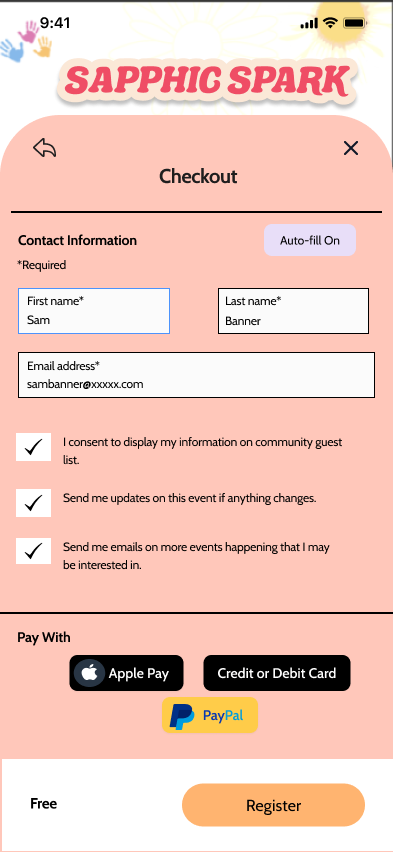 9:41
SAPPHIC SPARK
Checkout
Contact Information
Auto-fill On
*Required
First name*
Sam
Last name*
Banner
Email address*
sambanner@xxxxx.com
I consent to display my information on community guest
list.
Send me updates on this event if anything changes.
Send me emails on more events happening that I may
be interested in.
Pay With
Apple Pay
Credit or Debit Card
PayPal
Free
Register